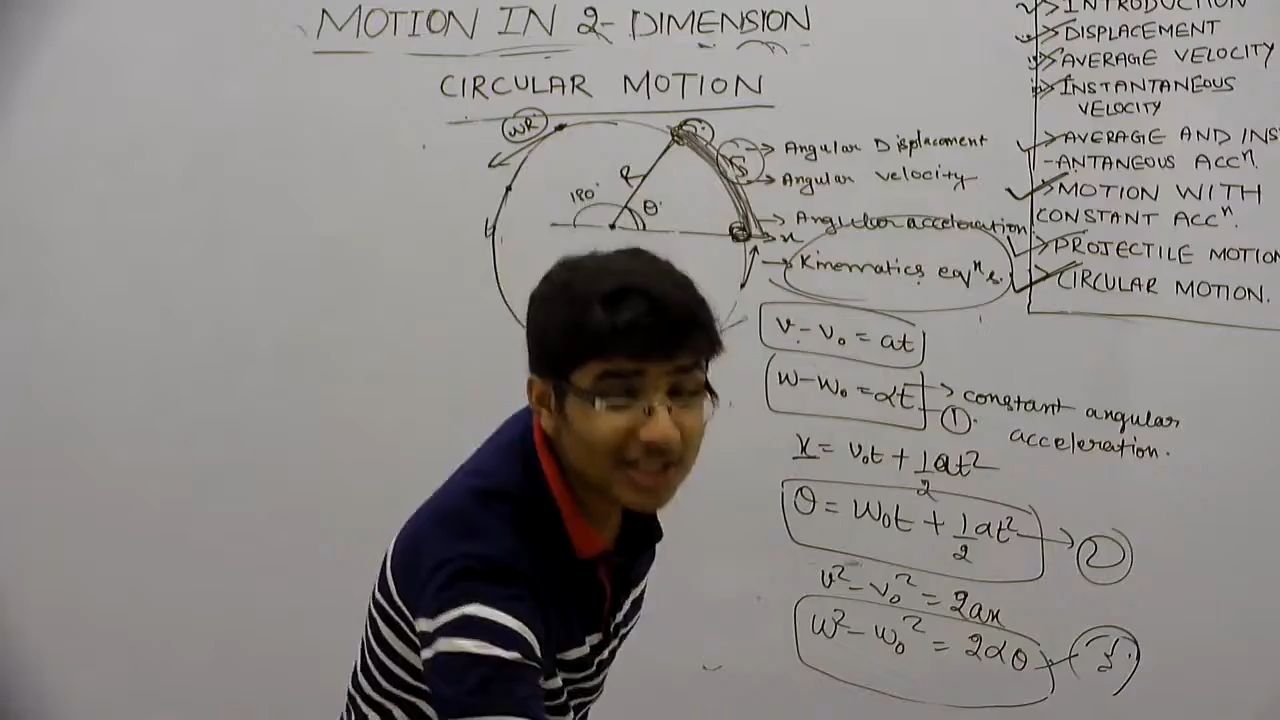 MOTION IN 2- DIMENSION
CIRCULAR MOTION
ωR
R
180°
θ
S
x
→ Angular Displacement
→ Angular velocity
→ Angular acceleration
→ Kinematics eqⁿs.
v - v₀ = at
ω - ω₀ = αt
→ constant angular
acceleration.
①
x = v₀t + 1/2 at²
θ = ω₀t + 1/2 αt² → ②
v² - v₀² = 2ax
ω² - ω₀² = 2αθ
3
INTRODUCTION
DISPLACEMENT
AVERAGE VELOCITY
INSTANTANEOUS
VELOCITY
AVERAGE AND INS
-ANTANEOUS ACCⁿ.
MOTION WITH
CONSTANT ACCⁿ.
PROJECTILE MOTION
CIRCULAR MOTION.